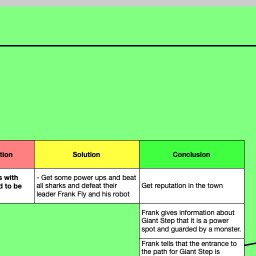 tion
Solution
Conclusion
s with
d to be
- Get some power ups and beat
all sharks and defeat their
leader Frank Fly and his robot
Get reputation in the town
Frank gives information about
Giant Step that it is a power
spot and guarded by a monster.
Frank tells that the entrance to
the path for Giant Step is